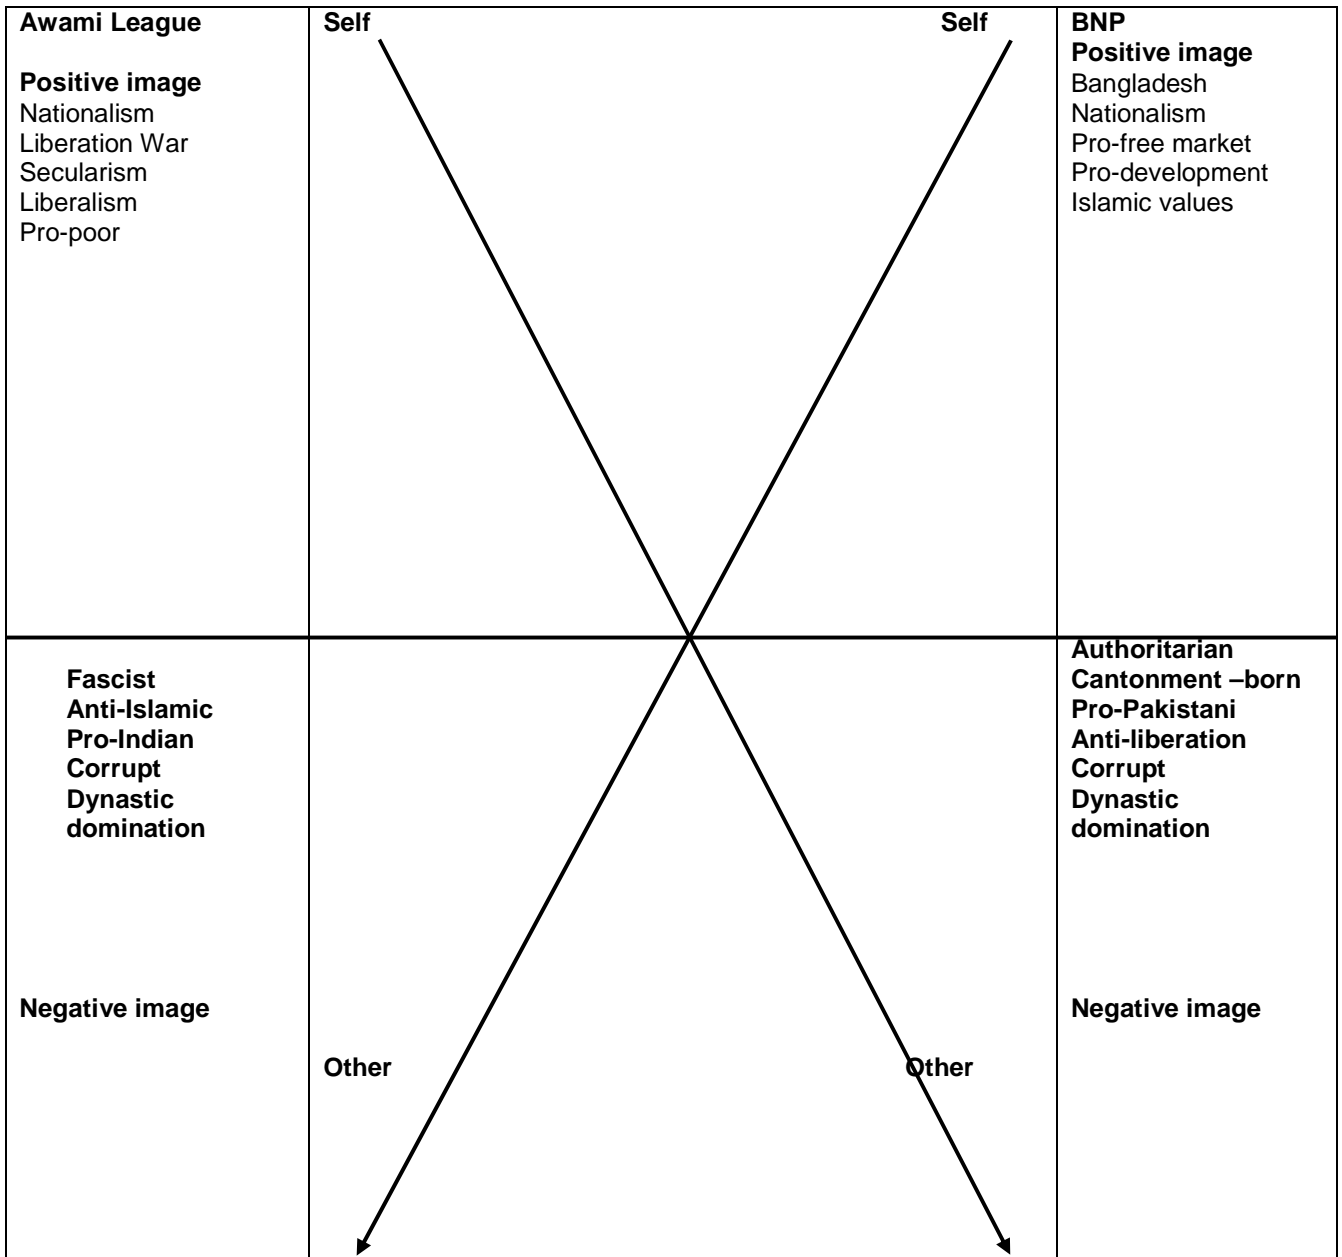 Awami League
Positive image
Nationalism
Liberation War
Secularism
Liberalism
Pro-poor
Self
Self
BNP
Positive image
Bangladesh
Nationalism
Pro-free market
Pro-development
Islamic values
Fascist
Anti-Islamic
Pro-Indian
Corrupt
Dynastic
domination
Negative image
Other
Other
Authoritarian
Cantonment –born
Pro-Pakistani
Anti-liberation
Corrupt
Dynastic
domination
Negative image